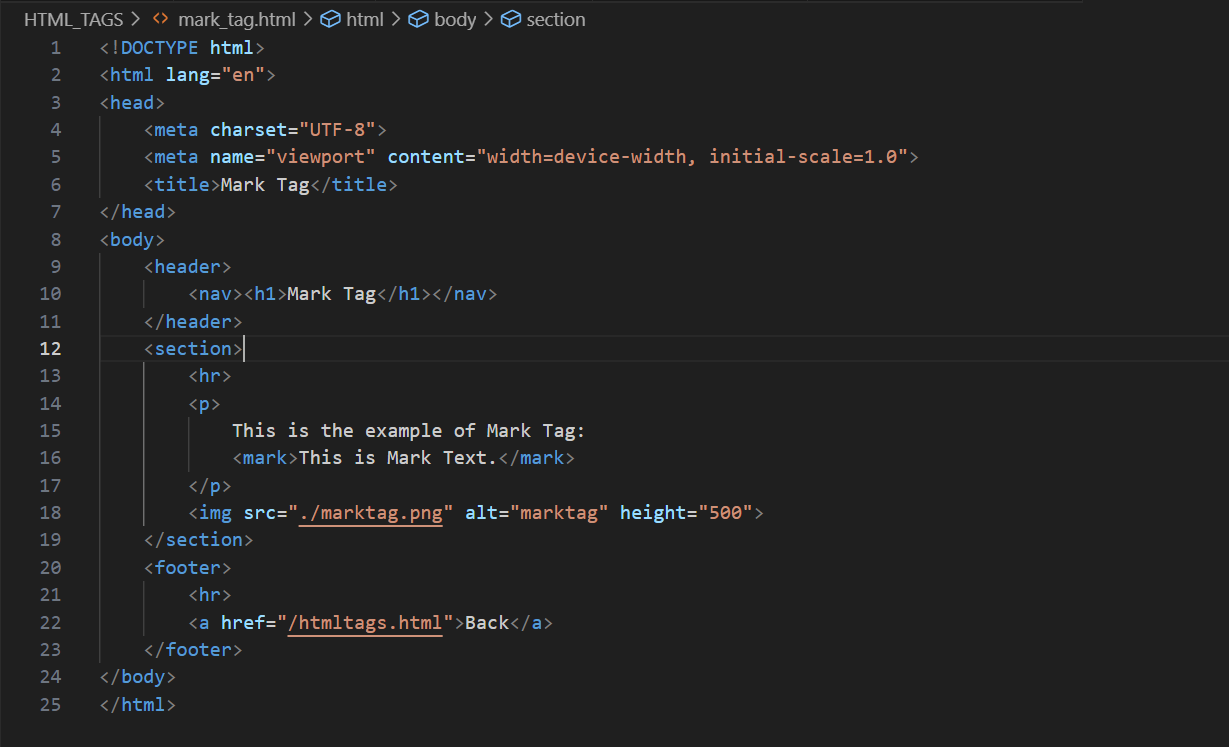 HTML_TAGS > <> mark_tag.html > html > body > section
1 <!DOCTYPE html>
2 <html lang="en">
3 <head>
4     <meta charset="UTF-8">
5     <meta name="viewport" content="width=device-width, initial-scale=1.0">
6     <title>Mark Tag</title>
7 </head>
8 <body>
9     <header>
10         <nav><h1>Mark Tag</h1></nav>
11     </header>
12     <section>
13         <hr>
14         <p>
15             This is the example of Mark Tag:
16             <mark>This is Mark Text.</mark>
17         </p>
18         <img src="./marktag.png" alt="marktag" height="500">
19     </section>
20     <footer>
21         <hr>
22         <a href="/htmltags.html">Back</a>
23     </footer>
24 </body>
25 </html>